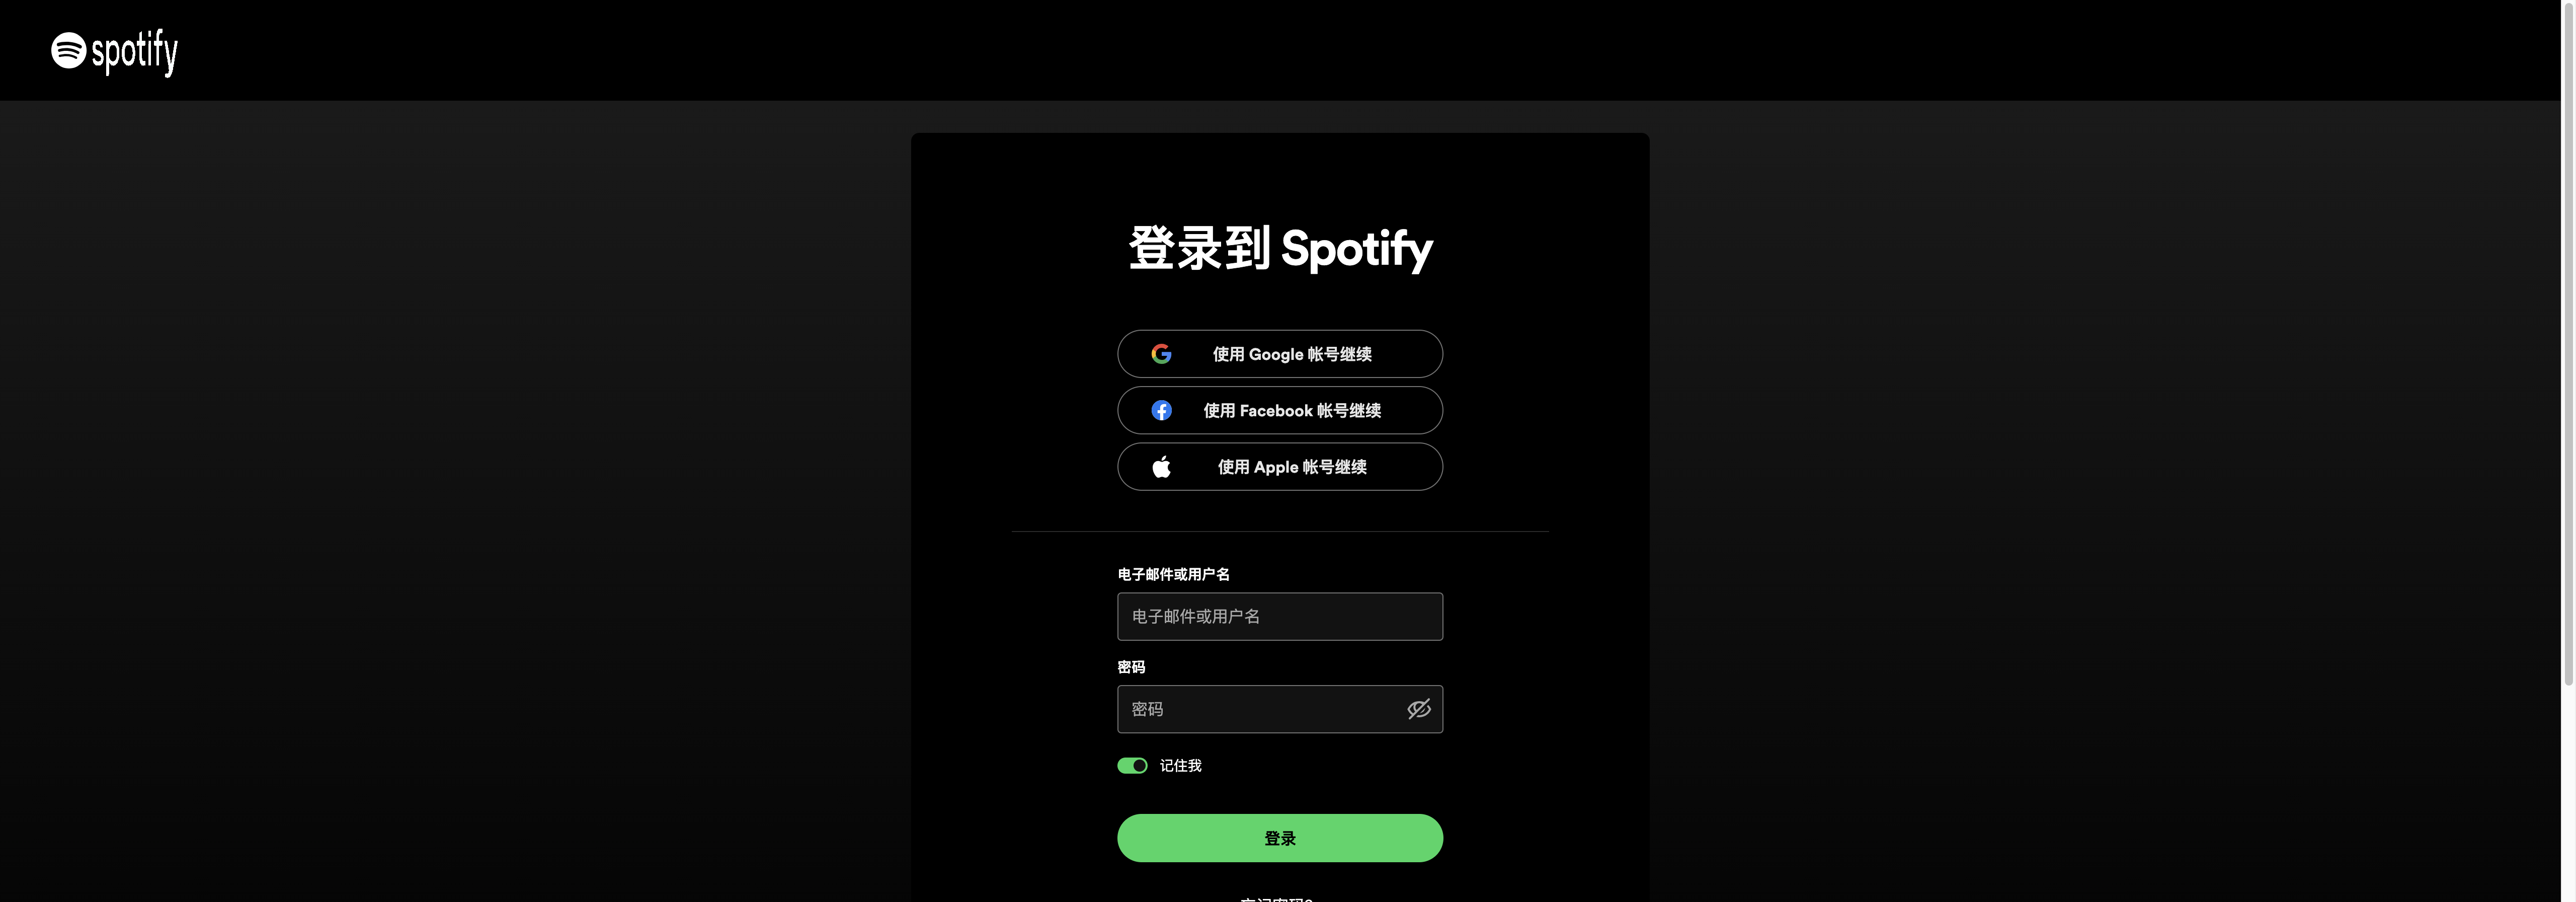 spotify
登录到 Spotify
使用 Google 帐号继续
使用 Facebook 帐号继续
使用 Apple 帐号继续
电子邮件或用户名
电子邮件或用户名
密码
密码
记住我
登录